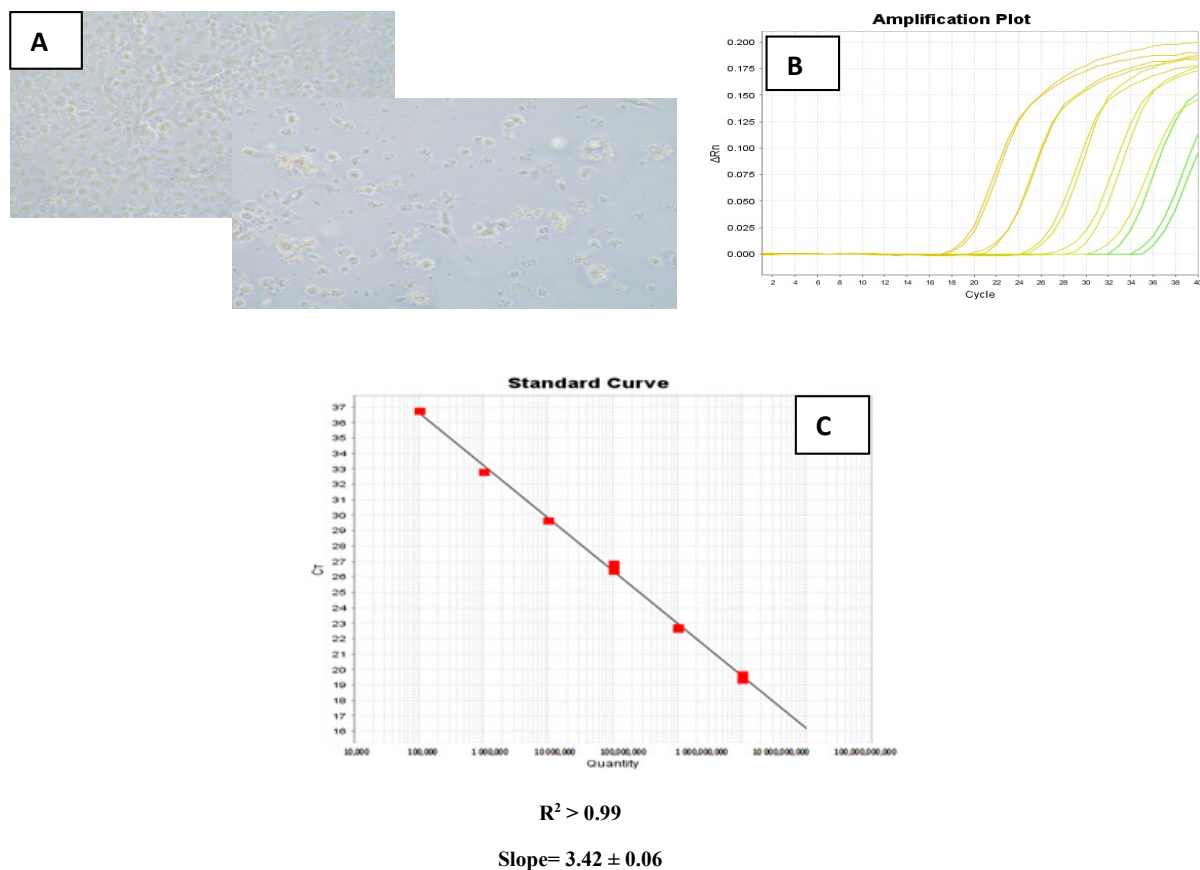 A
Amplification Plot
B
0.200
0.175
0.150
0.125
0.100
0.075
0.050
0.025
0.000
ΔRn
2 4 6 8 10 12 14 16 18 20 22 24 26 28 30 32 34 36 38 40
Cycle
Standard Curve
C
37
36
35
34
33
32
31
30
29
28
27
26
25
24
23
22
21
20
19
18
17
16
CT
10,000 100,000 1 000,000 10 000,000 100,000,000 1 000,000,000 10 000,000,000 100,000,000,000
Quantity
R² > 0.99
Slope= 3.42 ± 0.06